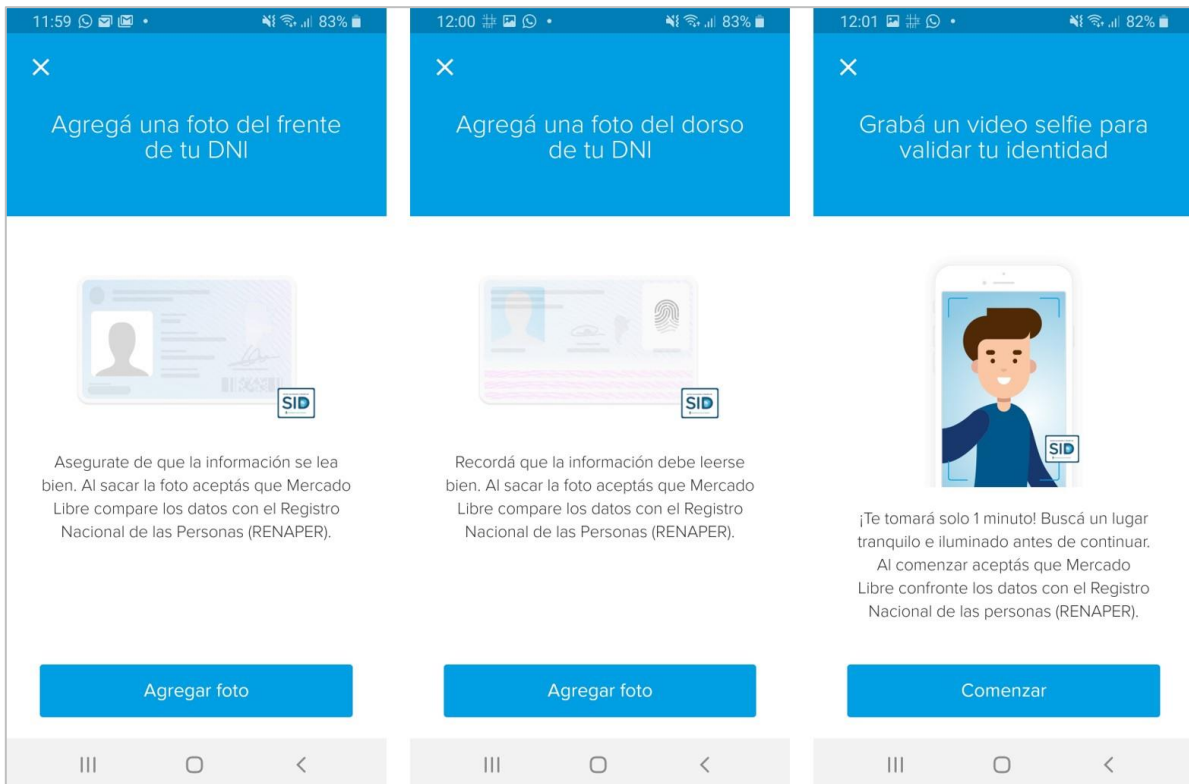 11:59
83%
Agregá una foto del frente
de tu DNI
SID
Asegurate de que la información se lea
bien. Al sacar la foto aceptás que Mercado
Libre compare los datos con el Registro
Nacional de las Personas (RENAPER).
Agregar foto
12:00
83%
Agregá una foto del dorso
de tu DNI
SID
Recordá que la información debe leerse
bien. Al sacar la foto aceptás que Mercado
Libre compare los datos con el Registro
Nacional de las Personas (RENAPER).
Agregar foto
12:01
82%
Grabá un video selfie para
validar tu identidad
SID
¡Te tomará solo 1 minuto! Buscá un lugar
tranquilo e iluminado antes de continuar.
Al comenzar aceptás que Mercado
Libre confronte los datos con el Registro
Nacional de las personas (RENAPER).
Comenzar